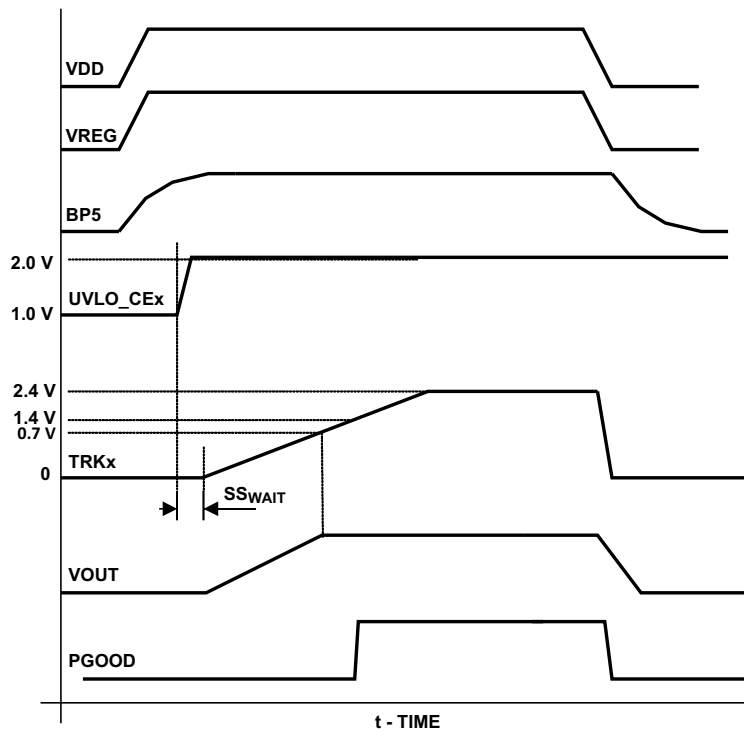 VDD
VREG
BP5
2.0 V
UVLO_CEx
1.0 V
2.4 V
1.4 V
0.7 V
TRKx
0
SSWAIT
VOUT
PGOOD
t - TIME